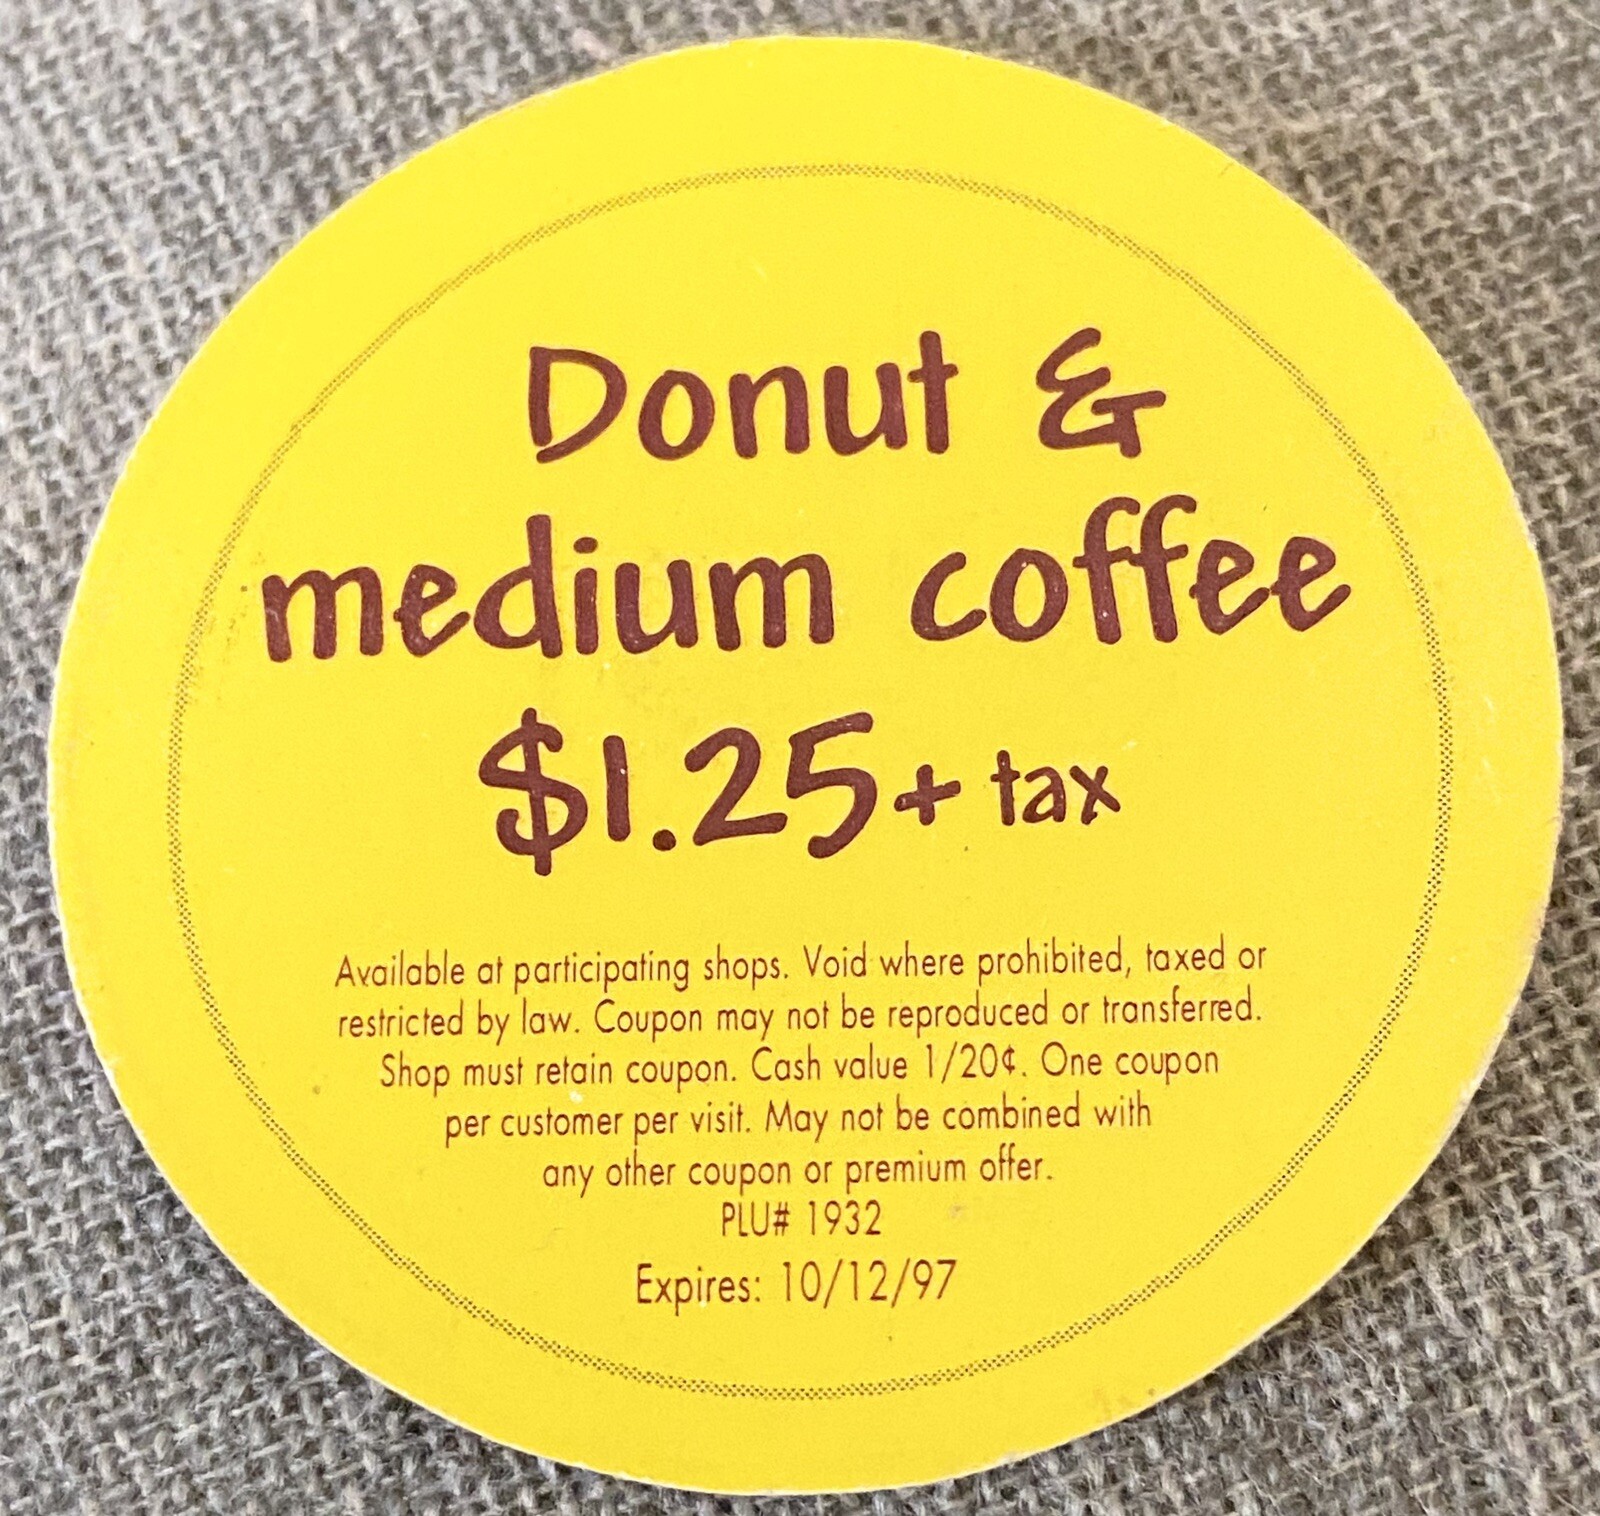 Donut &
medium coffee
$1.25+ tax
Available at participating shops. Void where prohibited, taxed or
restricted by law. Coupon may not be reproduced or transferred.
Shop must retain coupon. Cash value 1/20¢. One coupon
per customer per visit. May not be combined with
any other coupon or premium offer.
PLU# 1932
Expires: 10/12/97